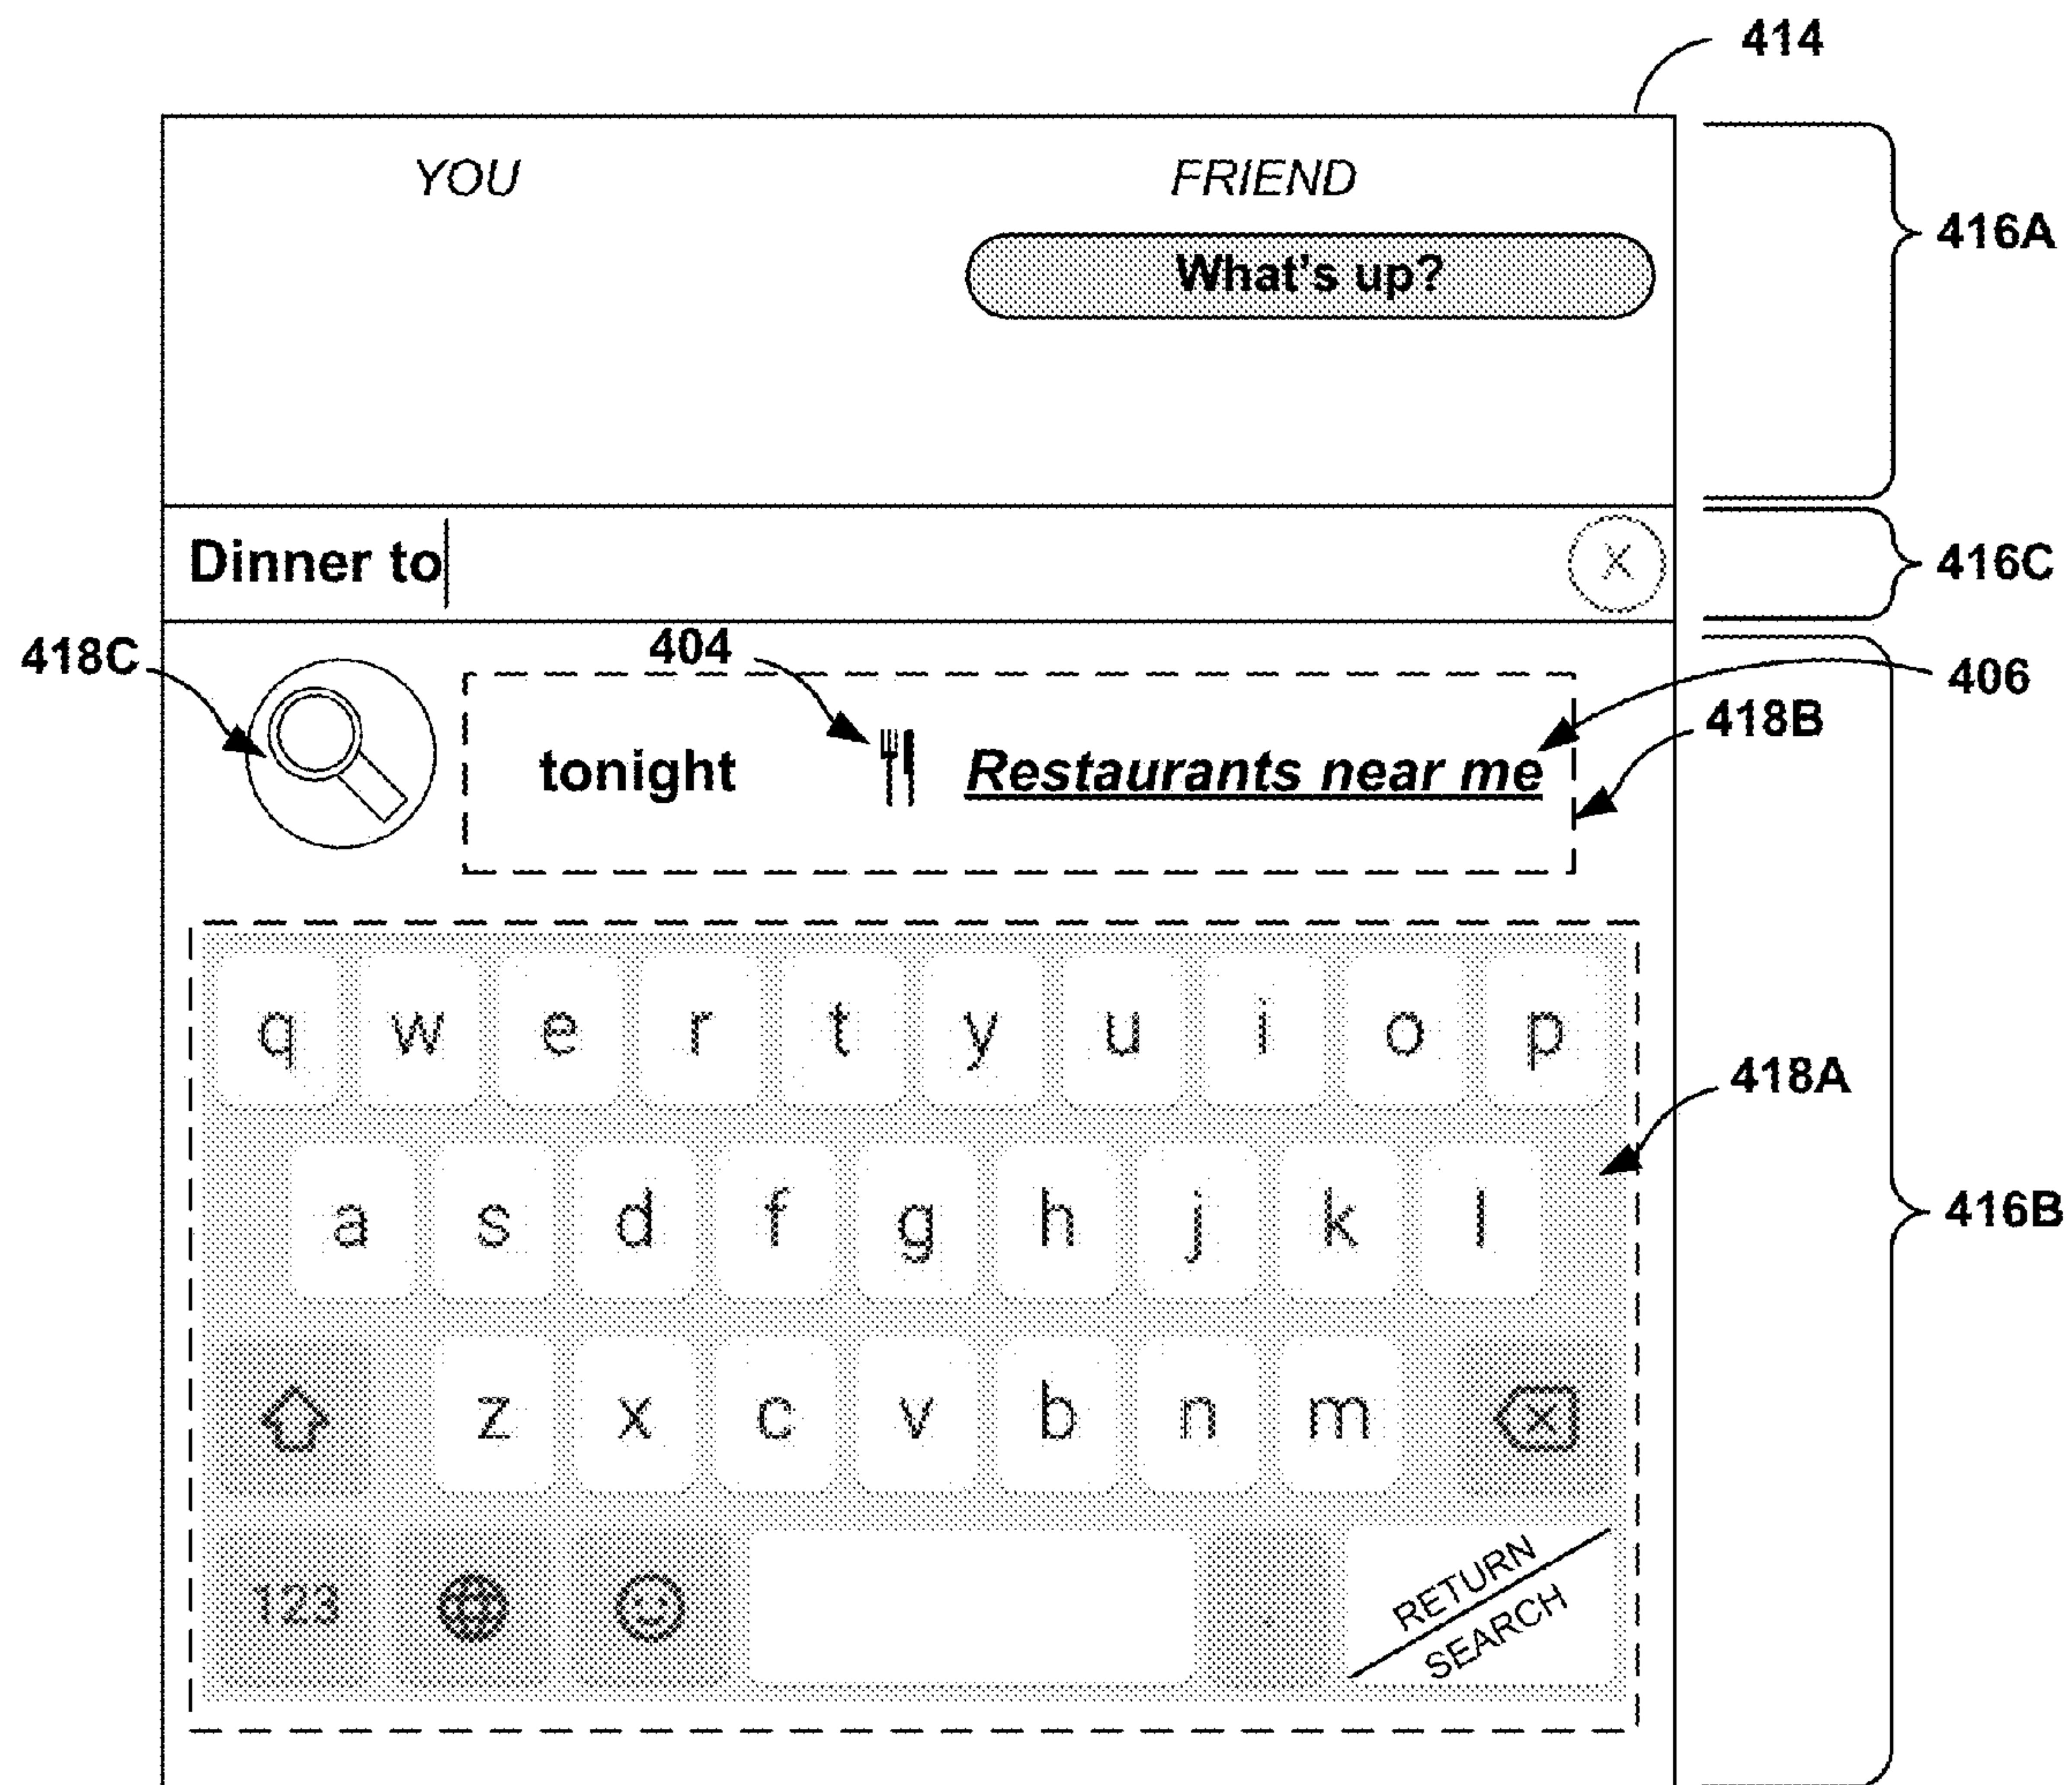 414
YOU FRIEND
416A
What's up?
Dinner to
X
416C
418C
404
406
418B
tonight Restaurants near me
q w e r t y u i o p
418A
a s d f g h j k l
416B
z x c v b n m
123 . RETURN
SEARCH